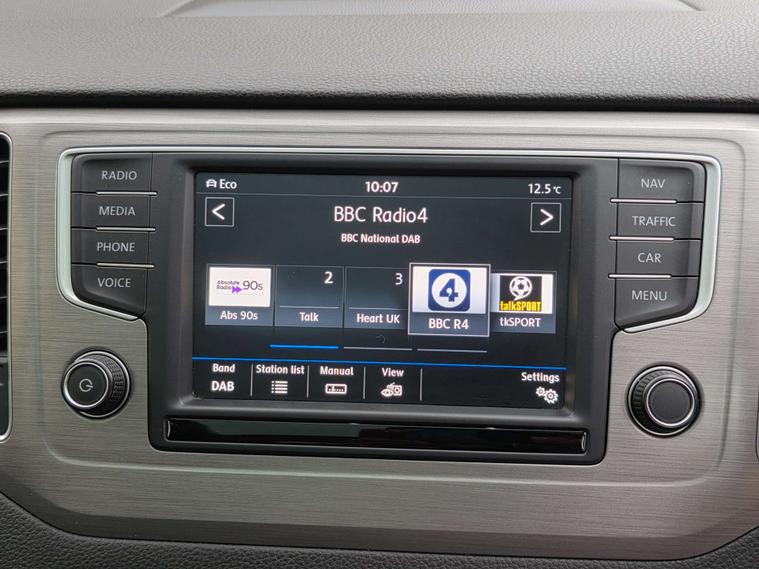 RADIO
MEDIA
PHONE
VOICE
Eco
10:07
12.5 °C
BBC Radio4
BBC National DAB
Absolute Radio 90s
Abs 90s
2
Talk
3
Heart UK
4
BBC R4
talkSPORT
tkSPORT
Band
DAB
Station list
Manual
View
Settings
NAV
TRAFFIC
CAR
MENU